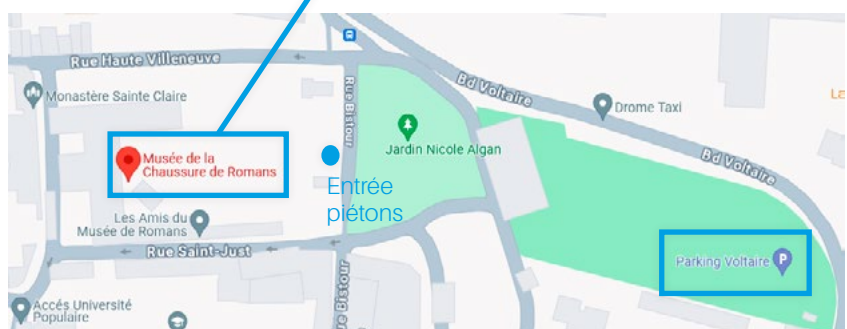 Rue Haute Villeneuve
Bd Voltaire
Monastère Sainte Claire
Rue Bistour
Drome Taxi
La
Musée de la
Chaussure de Romans
Jardin Nicole Algan
Bd Voltaire
Entrée
piétons
Les Amis du
Musée de Romans
Rue Saint-Just
Parking Voltaire
P
Rue Bistour
Accés Université
Populaire